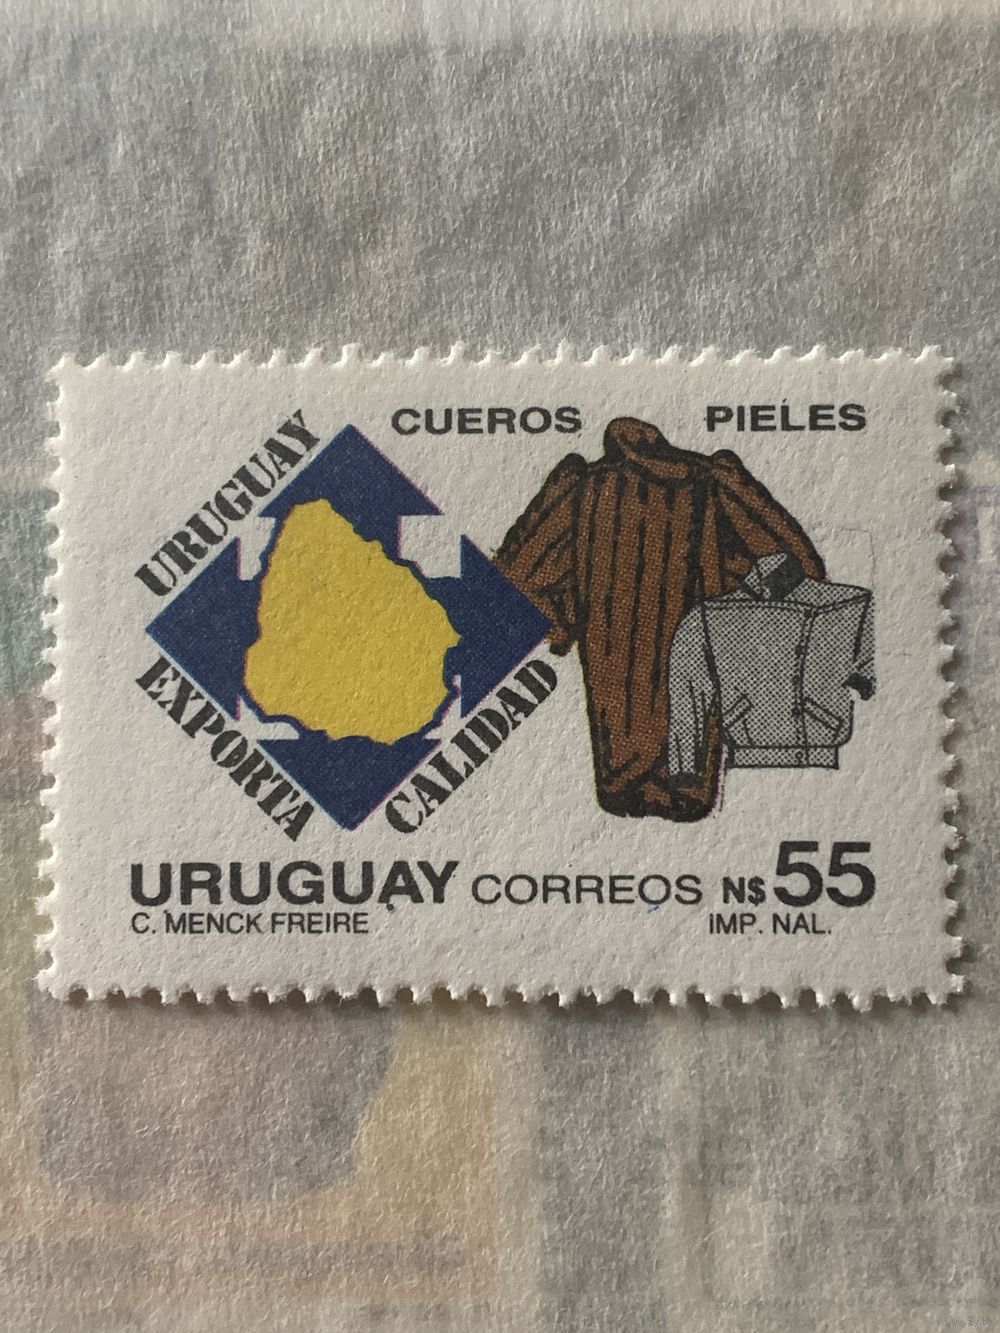 CUEROS PIELES
URUGUAY
EXPORTA
CALIDAD
URUGUAY CORREOS N$55
C. MENCK FREIRE IMP. NAL.